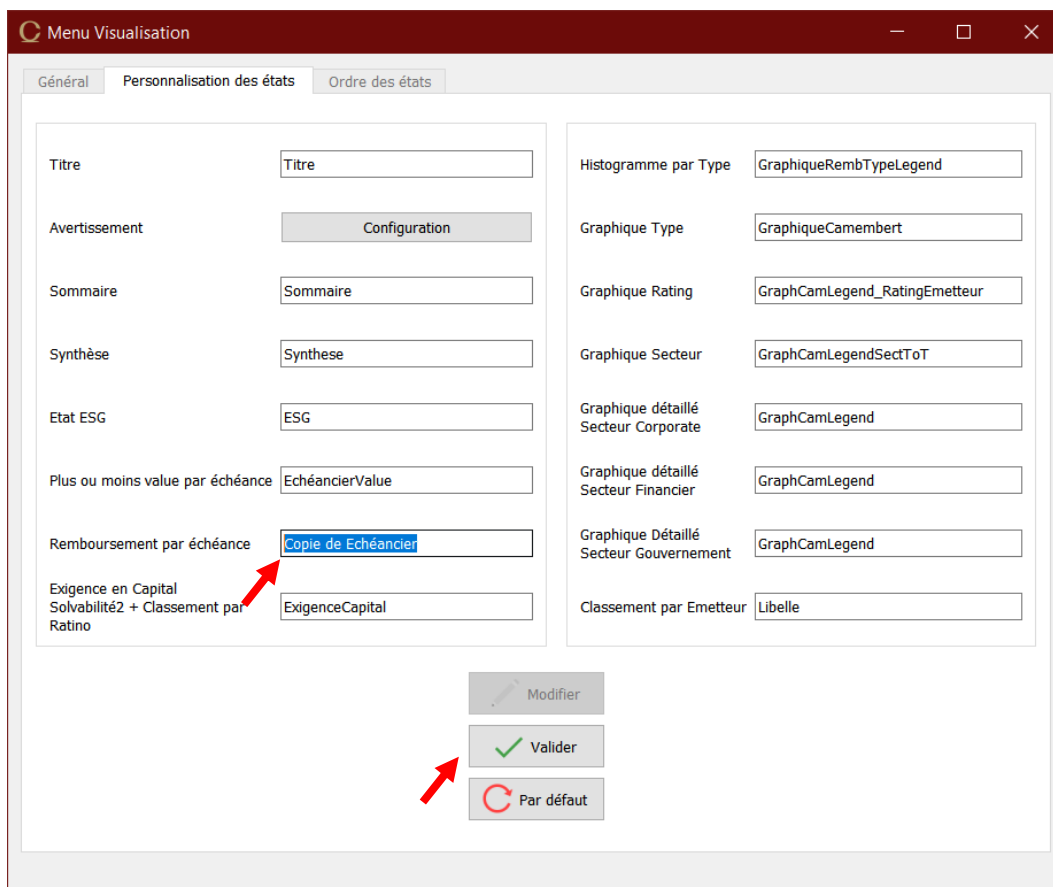 Menu Visualisation
Général
Personnalisation des états
Ordre des états
Titre
Titre
Avertissement
Configuration
Sommaire
Sommaire
Synthèse
Synthese
Etat ESG
ESG
Plus ou moins value par échéance
EchéancierValue
Remboursement par échéance
Copie de Echéancier
Exigence en Capital
Solvabilité2 + Classement par
Ratino
ExigenceCapital
Histogramme par Type
GraphiqueRembTypeLegend
Graphique Type
GraphiqueCamembert
Graphique Rating
GraphCamLegend_RatingEmetteur
Graphique Secteur
GraphCamLegendSectToT
Graphique détaillé
Secteur Corporate
GraphCamLegend
Graphique détaillé
Secteur Financier
GraphCamLegend
Graphique Détaillé
Secteur Gouvernement
GraphCamLegend
Classement par Emetteur
Libelle
Modifier
Valider
Par défaut